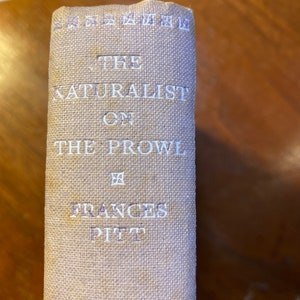 THE
NATURALIST
ON
THE PROWL
FRANCES
PITT